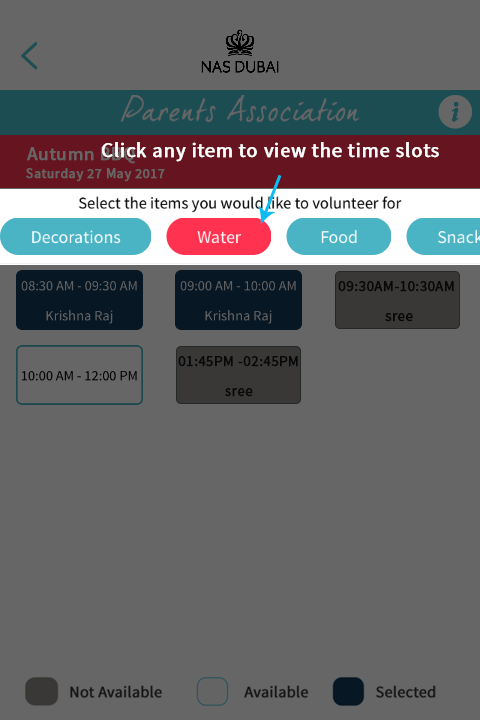 NAS DUBAI
Parents Association
i
Autumn BBQ
Click any item to view the time slots
Saturday 27 May 2017
Select the items you would like to volunteer for
Decorations Water Food Snack
08:30 AM - 09:30 AM 09:00 AM - 10:00 AM 09:30AM-10:30AM
Krishna Raj Krishna Raj sree
10:00 AM - 12:00 PM 01:45PM -02:45PM
sree
Not Available Available Selected